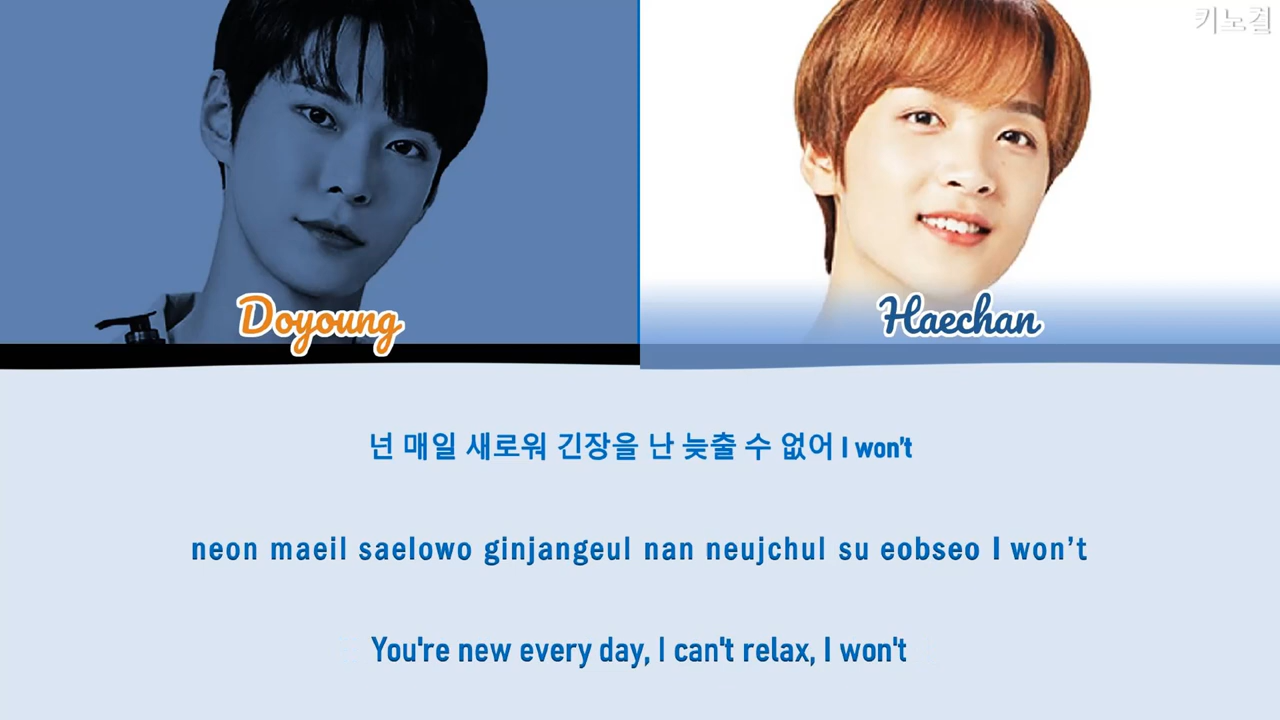 키노컬
Doyoung
Haechan
넌 매일 새로워 긴장을 난 늦출 수 없어 I won't
neon maeil saelowo ginjangeul nan neujchul su eobseo I won't
You're new every day, I can't relax, I won't